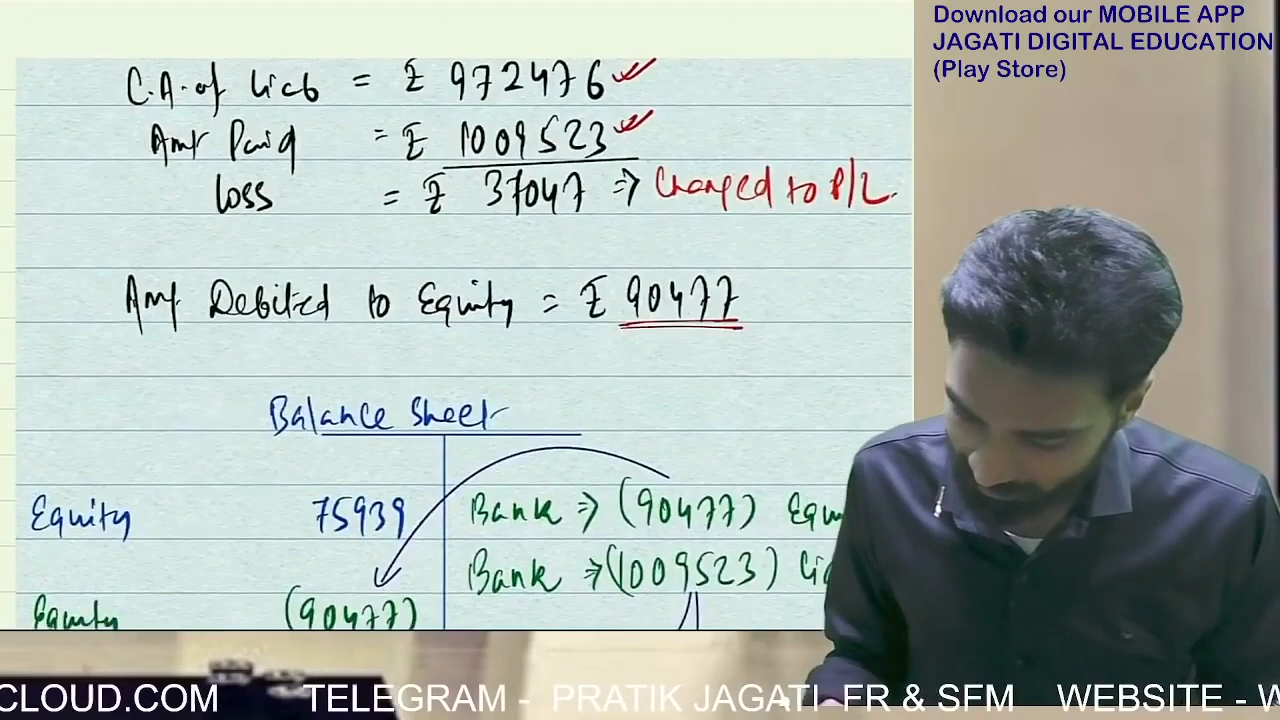 Download our MOBILE APP
JAGATI DIGITAL EDUCATION
(Play Store)
C.A. of Liab = ₹ 972476
Amt Paid = ₹ 1009523
Loss = ₹ 37047 ⇒ Charged to P/L.
Amt Debited to Equity = ₹ 90477
Balance Sheet
Equity 75939 Bank ⇒ (90477)
Bank ⇒ (1009523)
Equity (90477)
CLOUD.COM TELEGRAM - PRATIK JAGATI FR & SFM WEBSITE - W